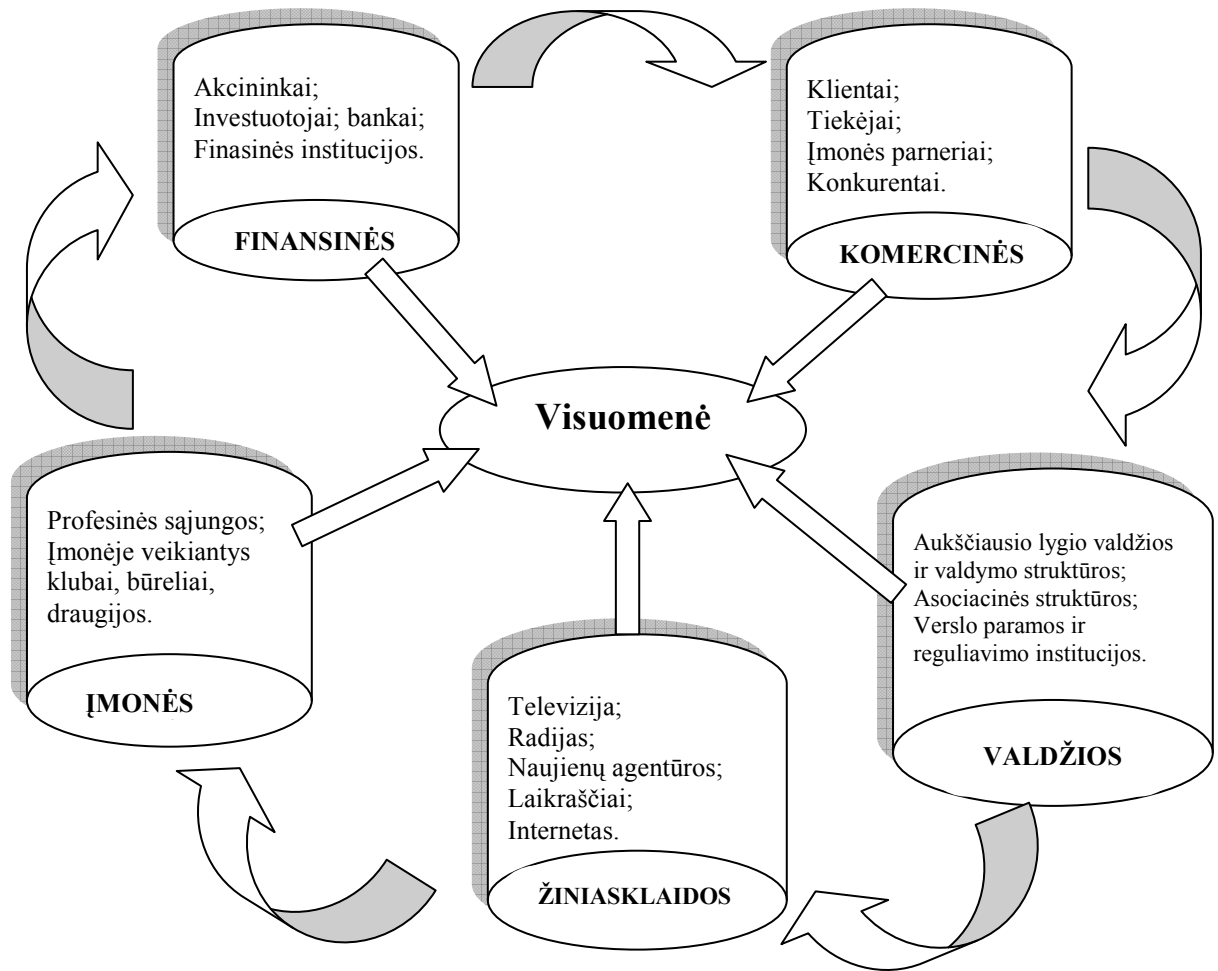 Akcininkai;
Investuotojai; bankai;
Finasinės institucijos.
FINANSINĖS
Klientai;
Tiekėjai;
Įmonės parneriai;
Konkurentai.
KOMERCINĖS
Visuomenė
Profesinės sąjungos;
Įmonėje veikiantys
klubai, būreliai,
draugijos.
ĮMONĖS
Aukščiausio lygio valdžios
ir valdymo struktūros;
Asociacinės struktūros;
Verslo paramos ir
reguliavimo institucijos.
VALDŽIOS
Televizija;
Radijas;
Naujienų agentūros;
Laikraščiai;
Internetas.
ŽINIASKLAIDOS